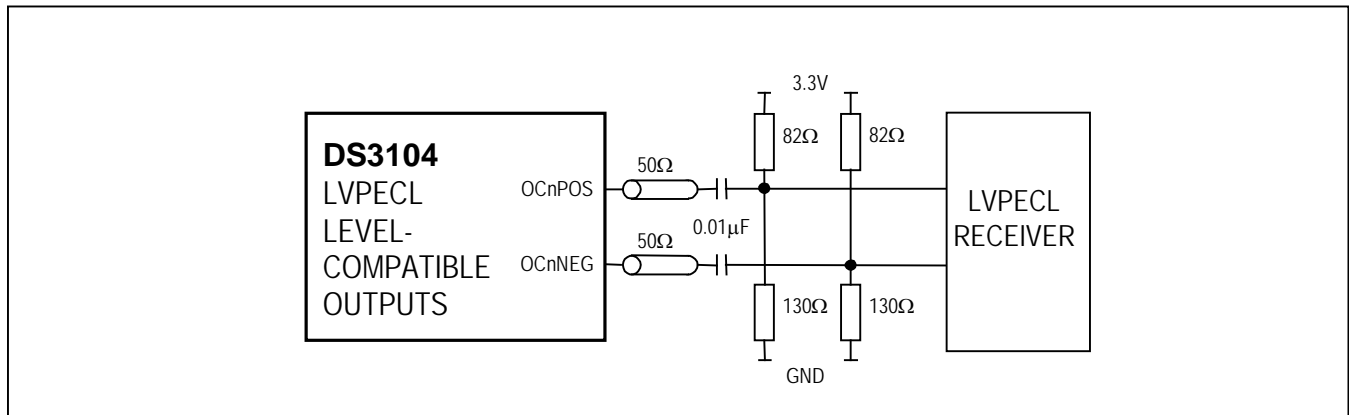 3.3V
82Ω
82Ω
DS3104
LVPECL
LEVEL-
COMPATIBLE
OUTPUTS
OCnPOS
50Ω
0.01μF
OCnNEG
50Ω
130Ω
130Ω
GND
LVPECL
RECEIVER